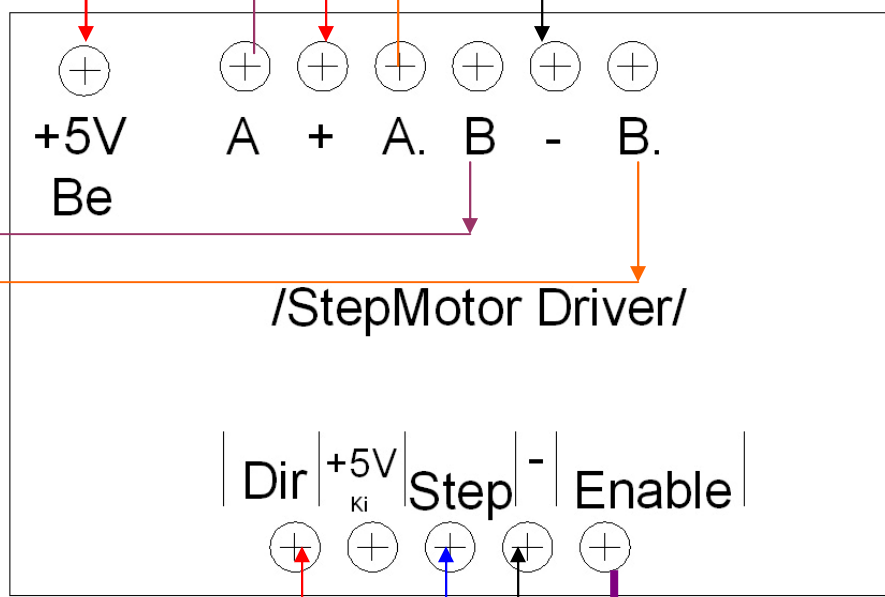 +5V A + A. B - B.
Be
/StepMotor Driver/
Dir +5V Step - Enable
Ki